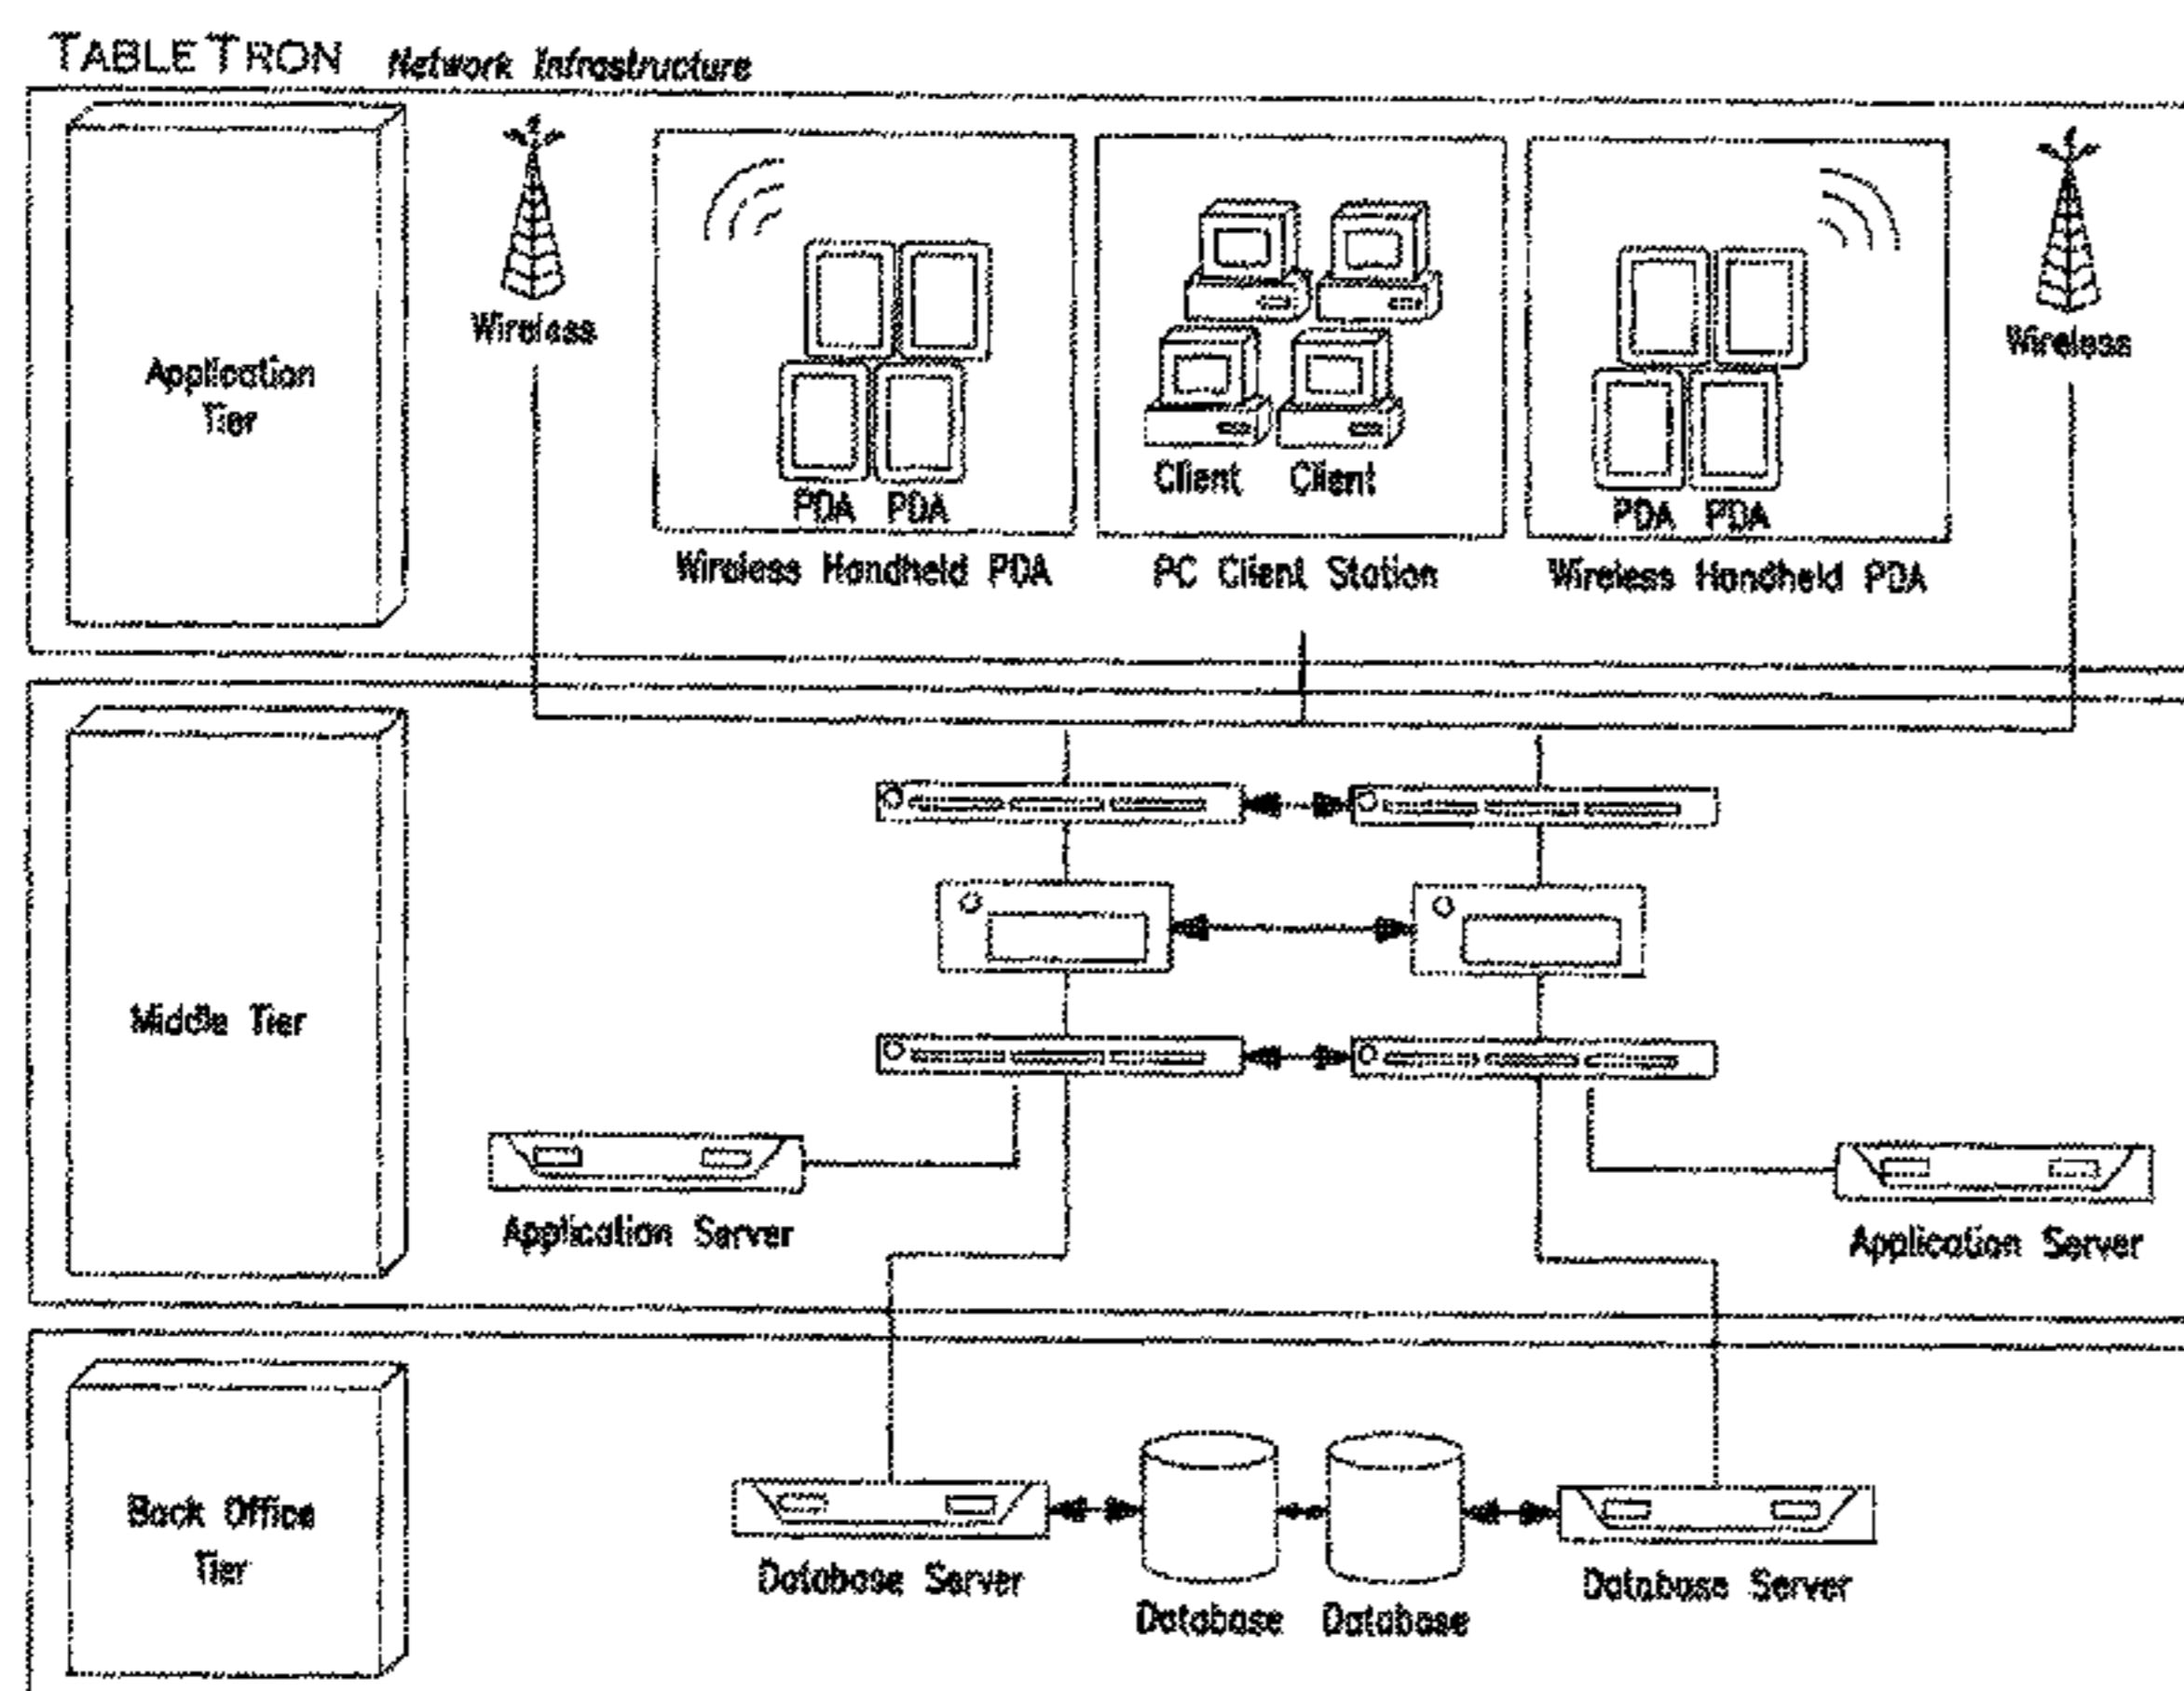 TABLETRON Network Infrastructure
Application
Tier
Wireless
PDA PDA
Wireless Handheld PDA
Client Client
PC Client Station
PDA PDA
Wireless Handheld PDA
Wireless
Middle Tier
Application Server
Application Server
Back Office
Tier
Database Server
Database Database
Database Server